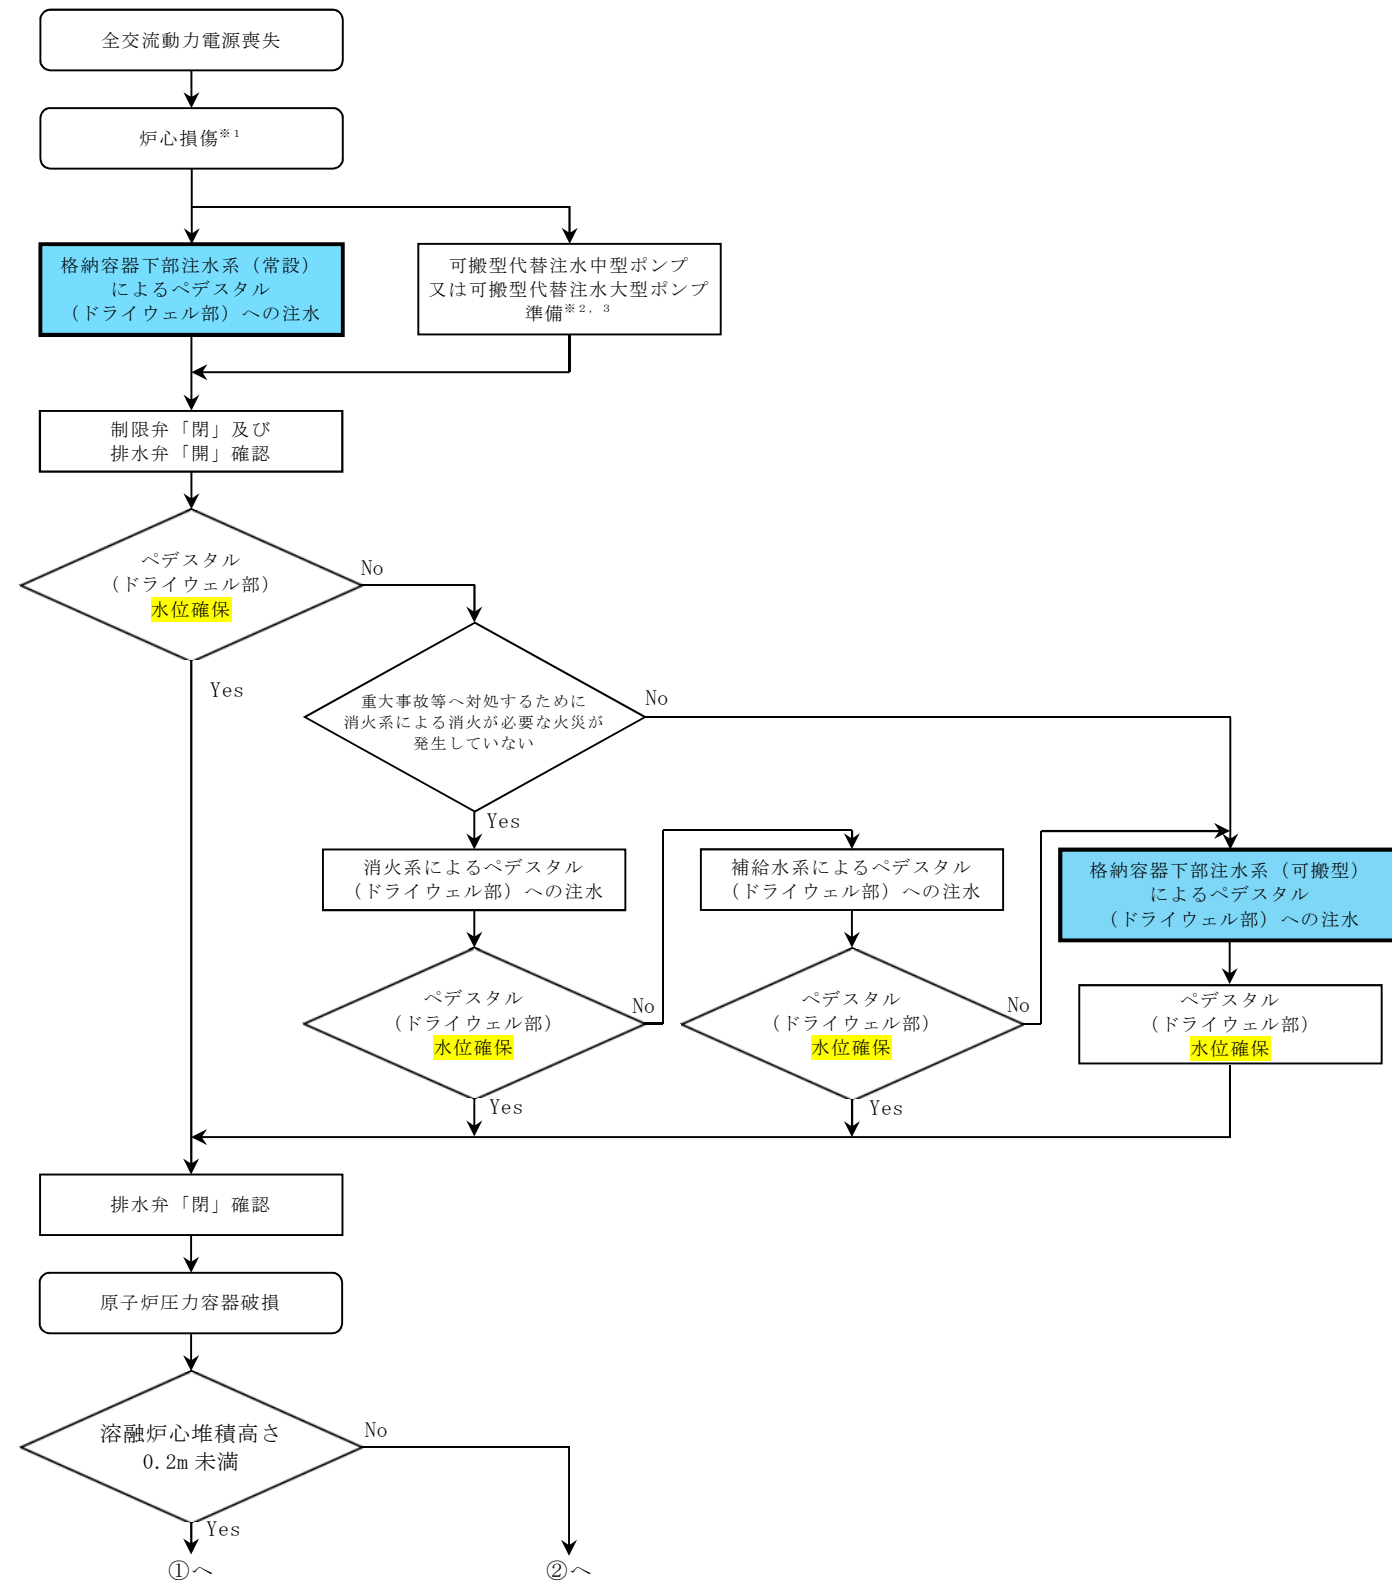 全交流動力電源喪失
炉心損傷※1
格納容器下部注水系（常設）
によるペデスタル
（ドライウェル部）への注水
可搬型代替注水中型ポンプ
又は可搬型代替注水大型ポンプ
準備※2, 3
制限弁「閉」及び
排水弁「開」確認
ペデスタル
（ドライウェル部）
水位確保
No
Yes
重大事故等へ対処するために
消火系による消火が必要な火災が
発生していない
No
Yes
消火系によるペデスタル
（ドライウェル部）への注水
補給水系によるペデスタル
（ドライウェル部）への注水
格納容器下部注水系（可搬型）
によるペデスタル
（ドライウェル部）への注水
ペデスタル
（ドライウェル部）
水位確保
No
Yes
ペデスタル
（ドライウェル部）
水位確保
No
Yes
ペデスタル
（ドライウェル部）
水位確保
排水弁「閉」確認
原子炉圧力容器破損
溶融炉心堆積高さ
0.2m 未満
No
Yes
①へ
②へ